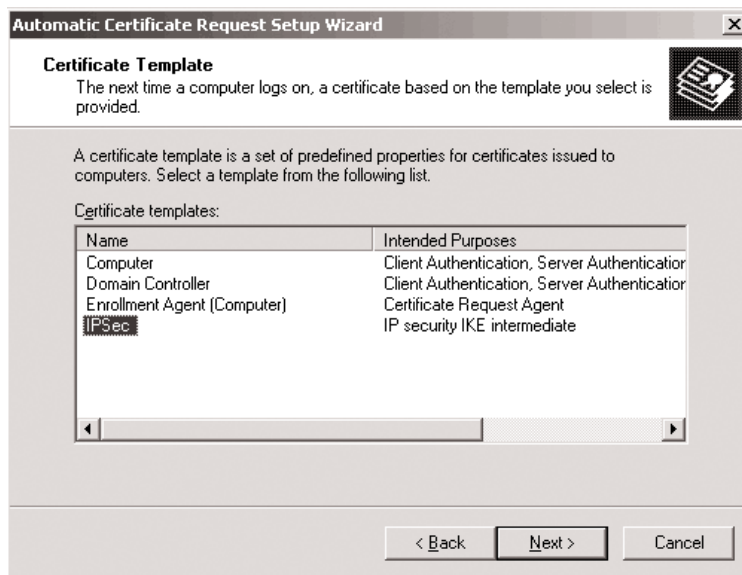 Automatic Certificate Request Setup Wizard
Certificate Template
The next time a computer logs on, a certificate based on the template you select is
provided.
A certificate template is a set of predefined properties for certificates issued to
computers. Select a template from the following list.
Certificate templates:
Name Intended Purposes
Computer Client Authentication, Server Authentication
Domain Controller Client Authentication, Server Authentication
Enrollment Agent (Computer) Certificate Request Agent
IPSec IP security IKE intermediate
< Back Next > Cancel